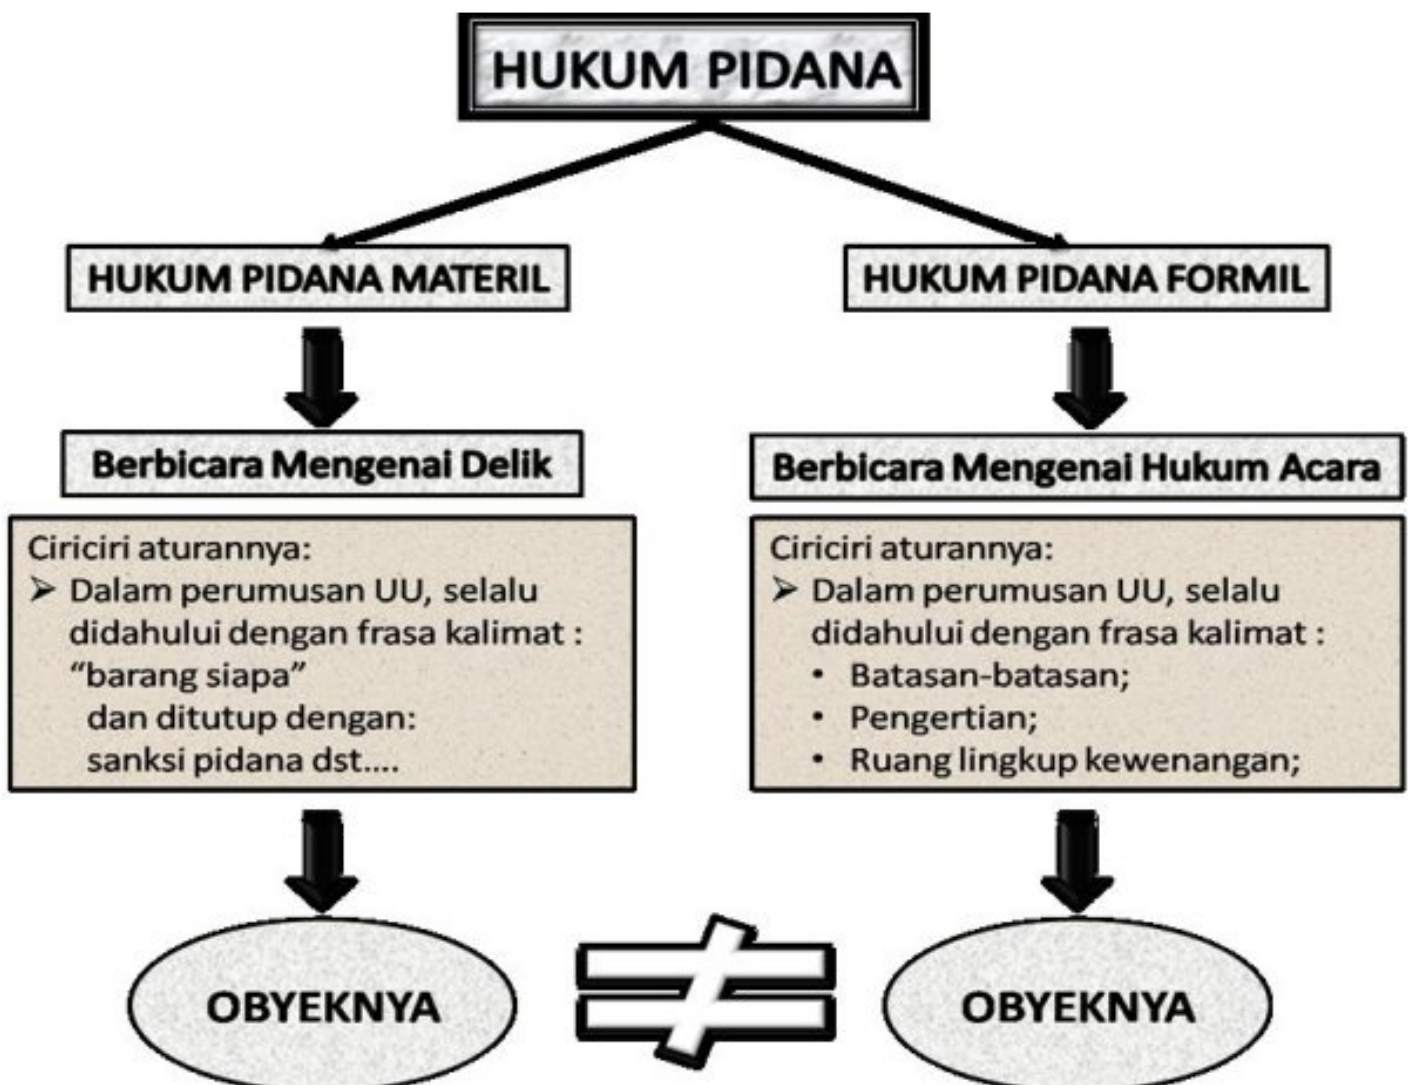 HUKUM PIDANA
HUKUM PIDANA MATERIL
Berbicara Mengenai Delik
Ciriciri aturannya:
➢ Dalam perumusan UU, selalu
didahului dengan frasa kalimat :
“barang siapa”
dan ditutup dengan:
sanksi pidana dst....
OBYEKNYA
HUKUM PIDANA FORMIL
Berbicara Mengenai Hukum Acara
Ciriciri aturannya:
➢ Dalam perumusan UU, selalu
didahului dengan frasa kalimat :
• Batasan-batasan;
• Pengertian;
• Ruang lingkup kewenangan;
OBYEKNYA